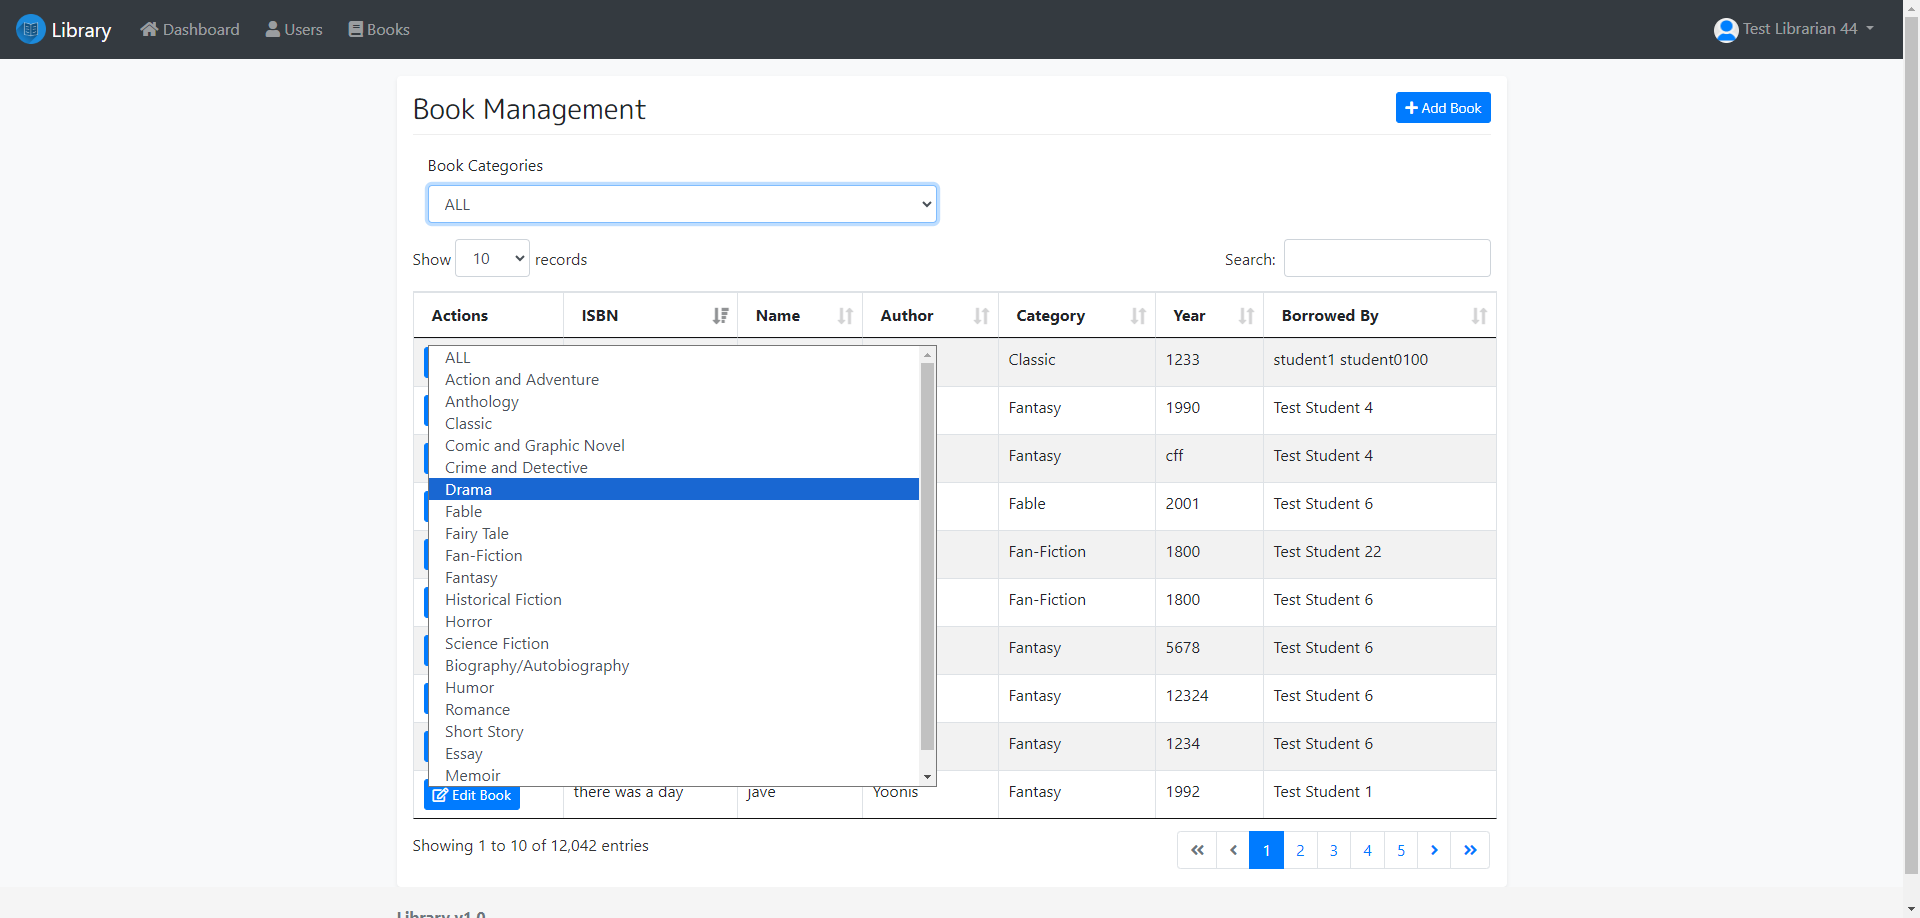 Library Dashboard Users Books Test Librarian 44
Book Management
Add Book
Book Categories
ALL
Show 10 records Search:
Actions ISBN Name Author Category Year Borrowed By
ALL
Action and Adventure
Anthology
Classic
Comic and Graphic Novel
Crime and Detective
Drama
Fable
Fairy Tale
Fan-Fiction
Fantasy
Historical Fiction
Horror
Science Fiction
Biography/Autobiography
Humor
Romance
Short Story
Essay
Memoir
Classic 1233 student1 student0100
Fantasy 1990 Test Student 4
Fantasy cff Test Student 4
Fable 2001 Test Student 6
Fan-Fiction 1800 Test Student 22
Fan-Fiction 1800 Test Student 6
Fantasy 5678 Test Student 6
Fantasy 12324 Test Student 6
Fantasy 1234 Test Student 6
Edit Book there was a day jave Yoonis Fantasy 1992 Test Student 1
Showing 1 to 10 of 12,042 entries
« ‹ 1 2 3 4 5 › »
Library v1.0